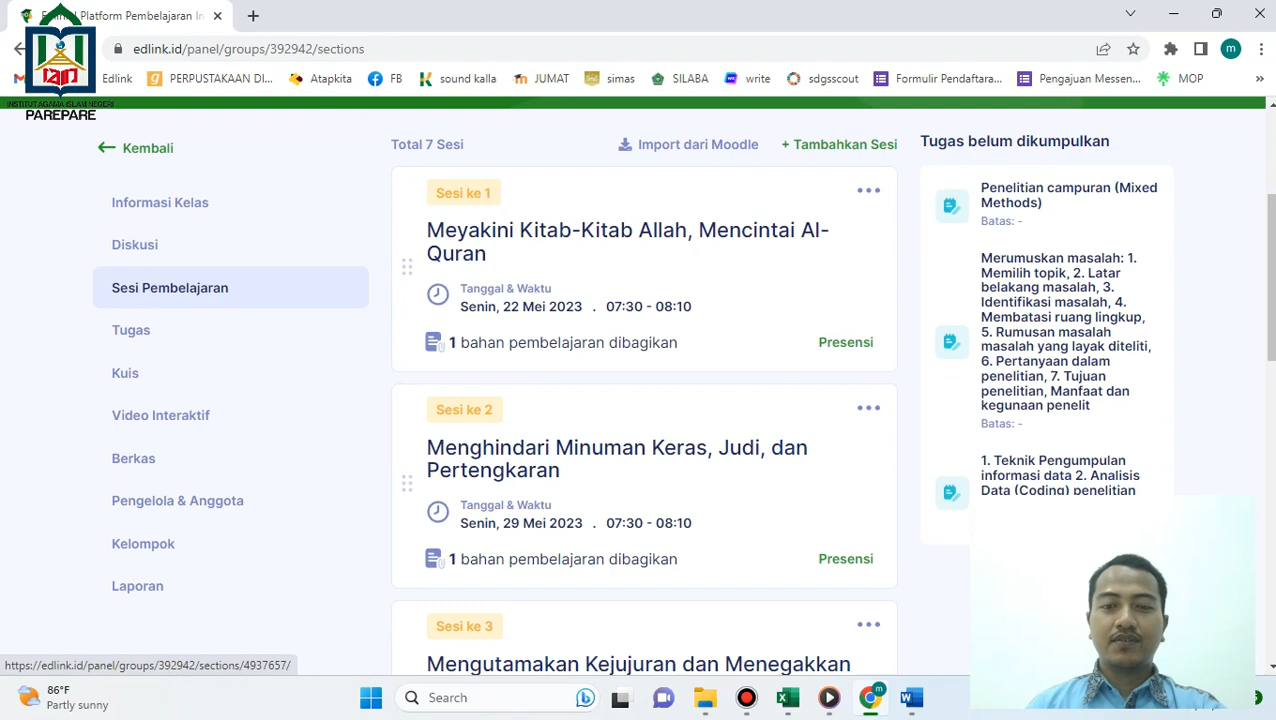 Edlink Platform Pembelajaran In
edlink.id/panel/groups/392942/sections
m
Edlink
PERPUSTAKAAN DI...
Atapkita
FB
sound kalla
JUMAT
simas
SILABA
write
sdgsscout
Formulir Pendaftara...
Pengajuan Messen...
MOP
»
INSTITUT AGAMA ISLAM NEGERI
PAREPARE
Kembali
Informasi Kelas
Diskusi
Sesi Pembelajaran
Tugas
Kuis
Video Interaktif
Berkas
Pengelola & Anggota
Kelompok
Laporan
Total 7 Sesi
Import dari Moodle
+ Tambahkan Sesi
Sesi ke 1
Meyakini Kitab-Kitab Allah, Mencintai Al-
Quran
Tanggal & Waktu
Senin, 22 Mei 2023 . 07:30 - 08:10
1 bahan pembelajaran dibagikan
Presensi
Sesi ke 2
Menghindari Minuman Keras, Judi, dan
Pertengkaran
Tanggal & Waktu
Senin, 29 Mei 2023 . 07:30 - 08:10
1 bahan pembelajaran dibagikan
Presensi
Sesi ke 3
Mengutamakan Kejujuran dan Menegakkan
Tugas belum dikumpulkan
Penelitian campuran (Mixed
Methods)
Batas: -
Merumuskan masalah: 1.
Memilih topik, 2. Latar
belakang masalah, 3.
Identifikasi masalah, 4.
Membatasi ruang lingkup,
5. Rumusan masalah
masalah yang layak diteliti,
6. Pertanyaan dalam
penelitian, 7. Tujuan
penelitian, Manfaat dan
kegunaan penelit
Batas: -
1. Teknik Pengumpulan
informasi data 2. Analisis
Data (Coding) penelitian
https://edlink.id/panel/groups/392942/sections/4937657/
86°F
Partly sunny
Search